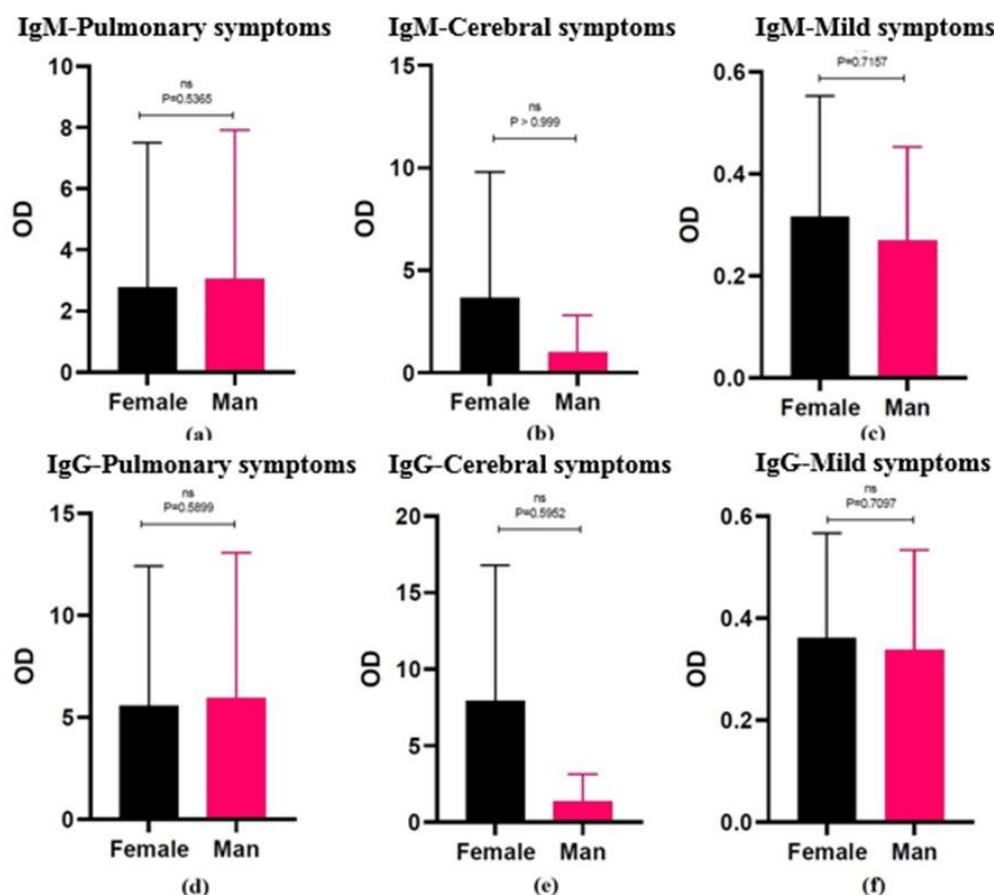 IgM-Pulmonary symptoms
ns
P=0.5365
10
8
6
4
2
0
OD
Female Man
(a)
IgM-Cerebral symptoms
ns
P > 0.999
15
10
5
0
OD
Female Man
(b)
IgM-Mild symptoms
P=0.7157
0.6
0.4
0.2
0.0
OD
Female Man
(c)
IgG-Pulmonary symptoms
ns
P=0.5899
15
10
5
0
OD
Female Man
(d)
IgG-Cerebral symptoms
ns
P=0.5952
20
15
10
5
0
OD
Female Man
(e)
IgG-Mild symptoms
ns
P=0.7097
0.6
0.4
0.2
0.0
OD
Female Man
(f)